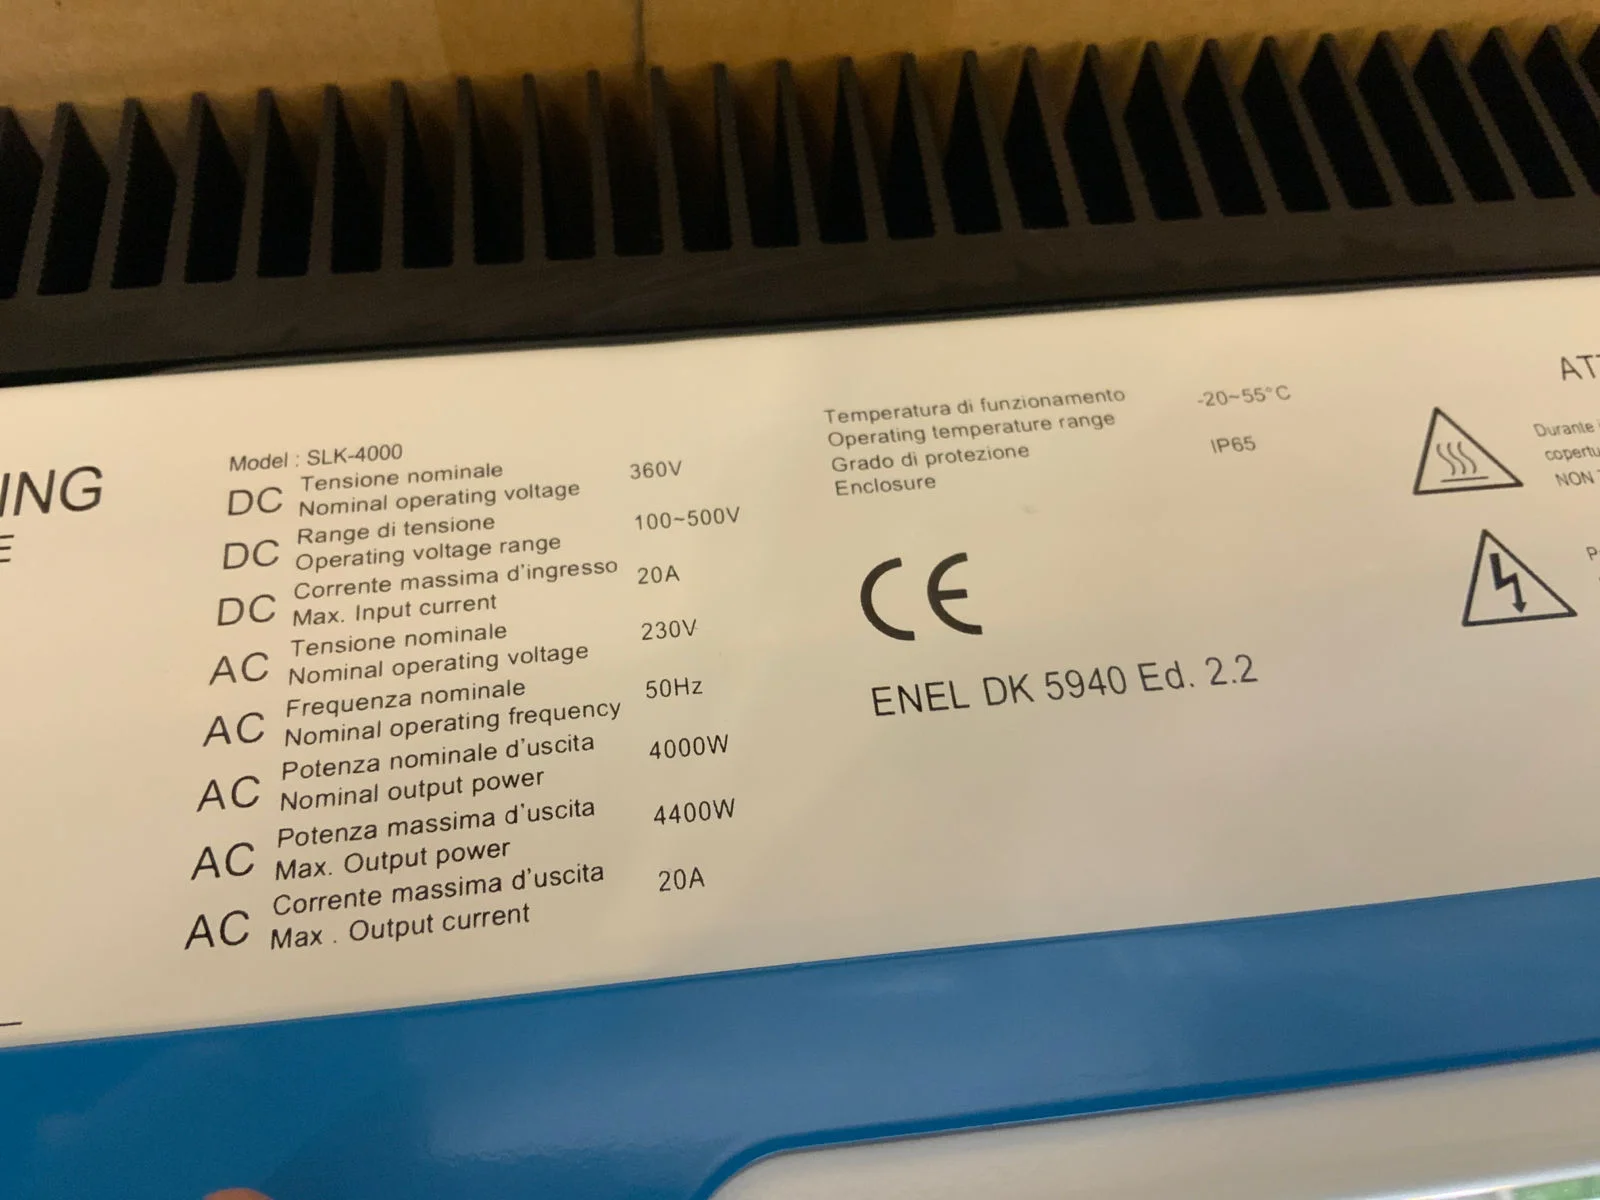 ING
E
Model : SLK-4000
DC Tensione nominale 360V
Nominal operating voltage
DC Range di tensione 100~500V
Operating voltage range
DC Corrente massima d'ingresso 20A
Max. Input current
AC Tensione nominale 230V
Nominal operating voltage
AC Frequenza nominale 50Hz
Nominal operating frequency
AC Potenza nominale d'uscita 4000W
Nominal output power
AC Potenza massima d'uscita 4400W
Max. Output power
AC Corrente massima d'uscita 20A
Max . Output current
Temperatura di funzionamento -20~55°C
Operating temperature range
Grado di protezione IP65
Enclosure
CE
ENEL DK 5940 Ed. 2.2
Durante
NON